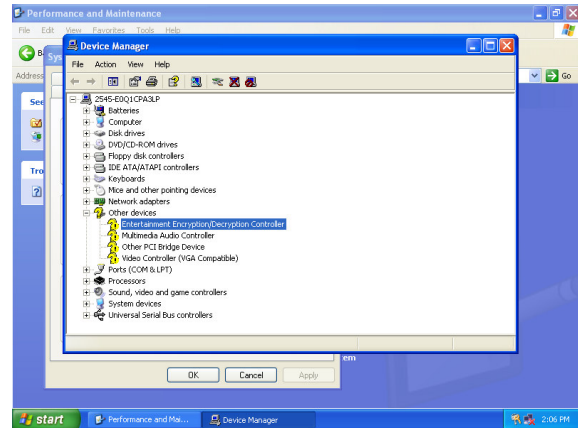 Performance and Maintenance
File Edit View Favorites Tools Help
Device Manager
File Action View Help
Address
Go
2545-E0Q1CPA3LP
Batteries
Computer
Disk drives
DVD/CD-ROM drives
Floppy disk controllers
IDE ATA/ATAPI controllers
Keyboards
Mice and other pointing devices
Network adapters
Other devices
Entertainment Encryption/Decryption Controller
Multimedia Audio Controller
Other PCI Bridge Device
Video Controller (VGA Compatible)
Ports (COM & LPT)
Processors
Sound, video and game controllers
System devices
Universal Serial Bus controllers
See
Tro
em
OK Cancel Apply
start Performance and Mai... Device Manager 2:06 PM